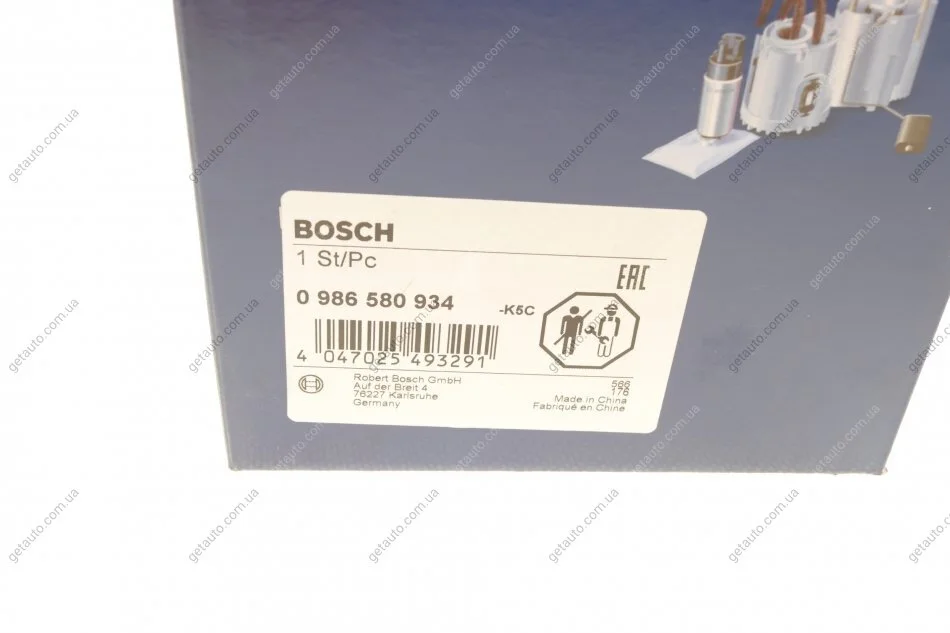 BOSCH
1 St/Pc
EAC
0 986 580 934
-K5C
4 047025 493291
Robert Bosch GmbH
Auf der Breit 4
76227 Karlsruhe
Germany
566
176
Made in China
Fabriqué en Chine
getauto.com.ua